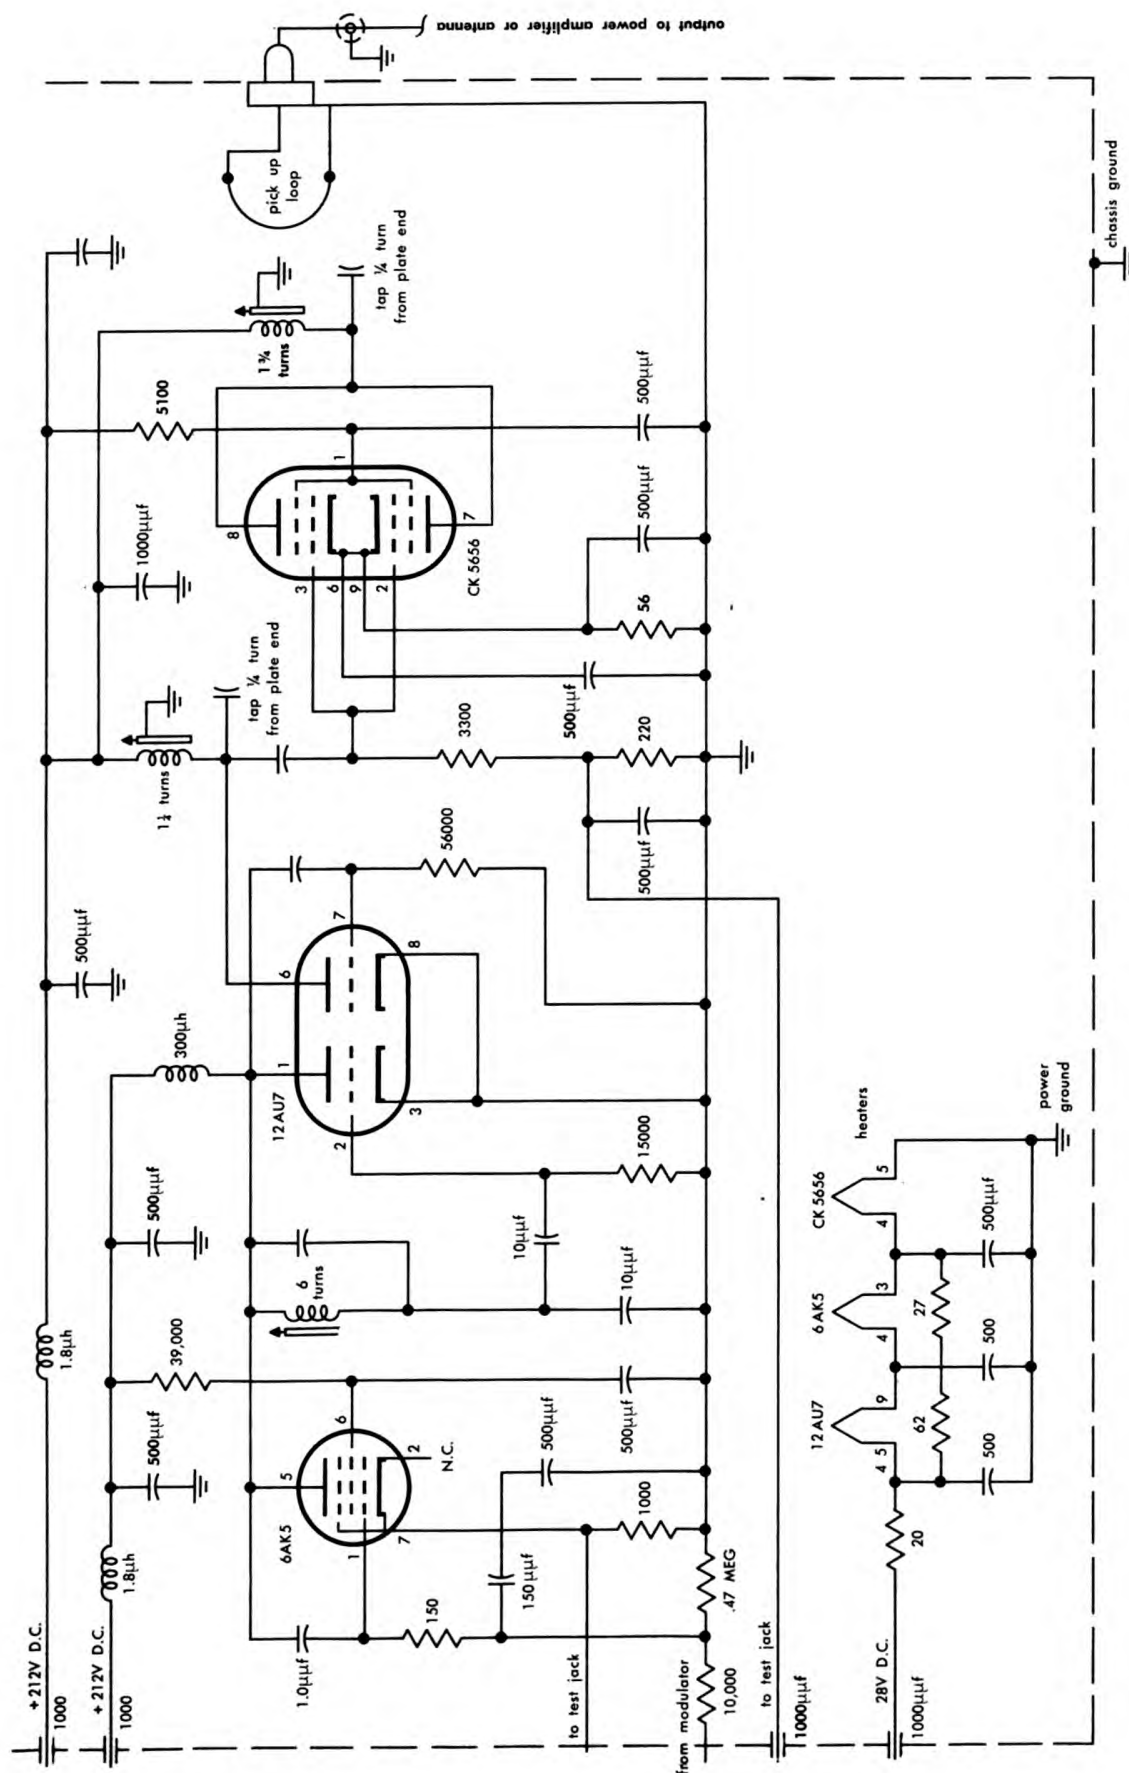 +212V D.C.
1000
+212V D.C.
1000
1.8µh
1.8µh
500µµf
39,000
500µµf
300µh
500µµf
1¼ turns
1000µµf
5100
1¾
turns
pick up
loop
output to power amplifier or antenna
tap ¼ turn
from plate end
tap ¼ turn
from plate end
1.0µµf
6AK5
5
6
1
7
2
N.C.
150
150µµf
500µµf
500µµf
1000
6
turns
10µµf
10µµf
12AU7
1
6
2
7
3
8
15000
56000
500µµf
3300
500µµf
220
8
3
6
9
2
1
7
CK 5656
56
500µµf
500µµf
to test jack
from modulator
10,000
.47 MEG
to test jack
1000µµf
28V D.C.
1000µµf
20
12AU7
4
5
9
6AK5
4
3
CK 5656
4
5
heaters
62
27
500
500
500µµf
power
ground
chassis ground